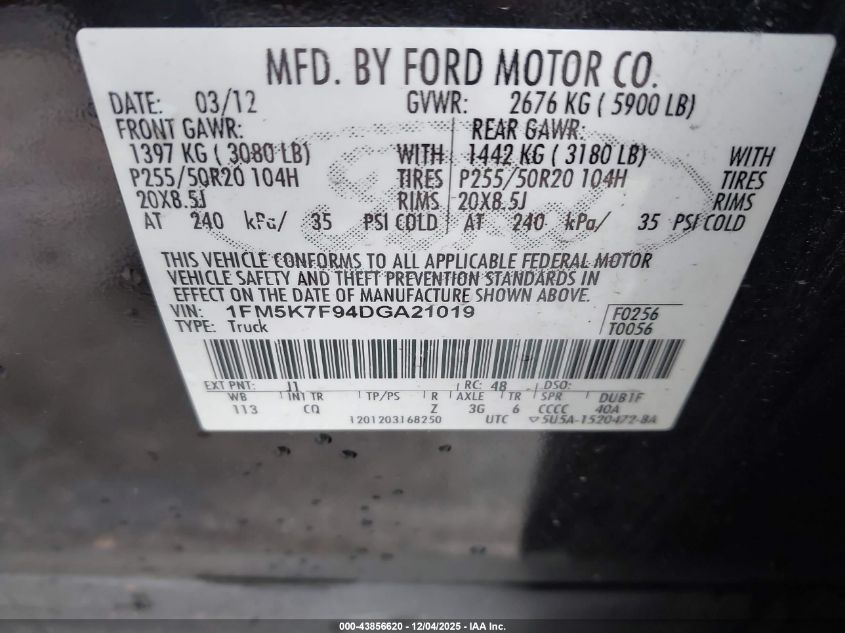 MFD. BY FORD MOTOR CO.
DATE: 03/12 GVWR: 2676 KG ( 5900 LB)
FRONT GAWR: REAR GAWR:
1397 KG ( 3080 LB) WITH 1442 KG ( 3180 LB) WITH
P255/50R20 104H TIRES P255/50R20 104H TIRES
20X8.5J RIMS 20X8.5J RIMS
AT 240 kPa/ 35 PSI COLD AT 240 kPa/ 35 PSI COLD
THIS VEHICLE CONFORMS TO ALL APPLICABLE FEDERAL MOTOR
VEHICLE SAFETY AND THEFT PREVENTION STANDARDS IN
EFFECT ON THE DATE OF MANUFACTURE SHOWN ABOVE.
VIN: 1FM5K7F94DGA21019 F0256
TYPE: Truck T0056
EXT PNT: J1 RC: 48 DSO:
WB INT TR TP/PS R AXLE TR SPR DUB1F
113 CQ Z 3G 6 CCCC 40A
1201203168250 UTC 5U5A-1520472-BA
000-43856620 - 12/04/2025 - IAA Inc.